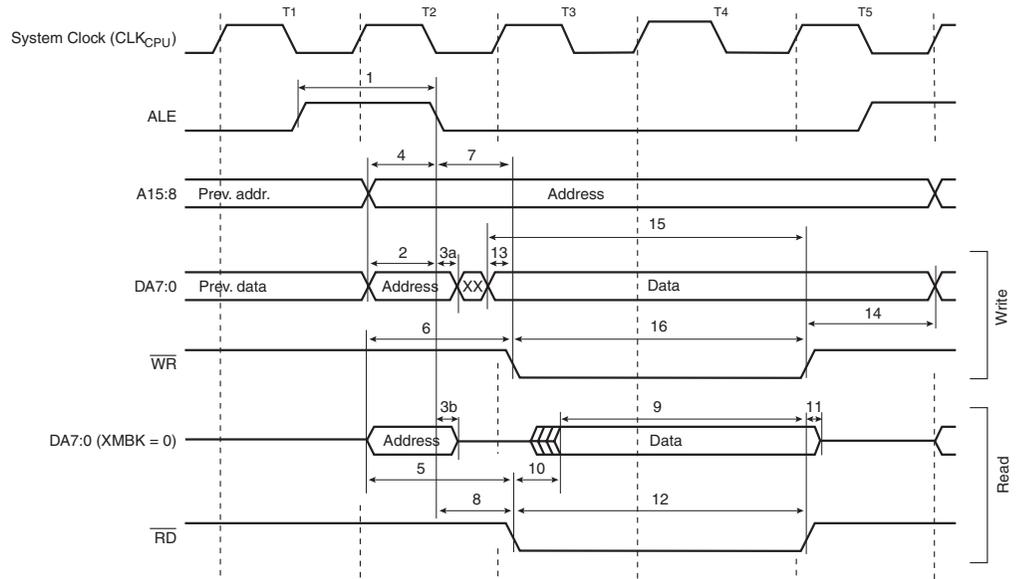 T1 T2 T3 T4 T5
System Clock (CLKCPU)
1
ALE
4 7
A15:8 Prev. addr. Address
15
2 3a 13
DA7:0 Prev. data Address XX Data
14
6 16
WR
Write
3b 9 11
DA7:0 (XMBK = 0) Address Data
5 10
8 12
RD
Read